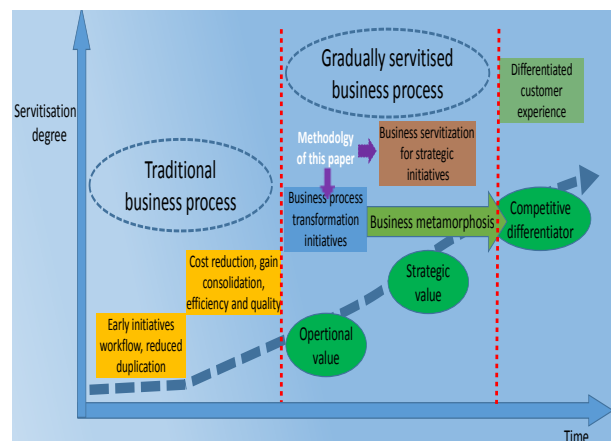 Servitisation
degree
Traditional
business process
Early initiatives
workflow, reduced
duplication
Cost reduction, gain
consolidation,
efficiency and quality
Gradually servitised
business process
Methodolgy
of this paper
Business servitization
for strategic
initiatives
Business process
transformation
initiatives
Business metamorphosis
Opertional
value
Strategic
value
Differentiated
customer
experience
Competitive
differentiator
Time